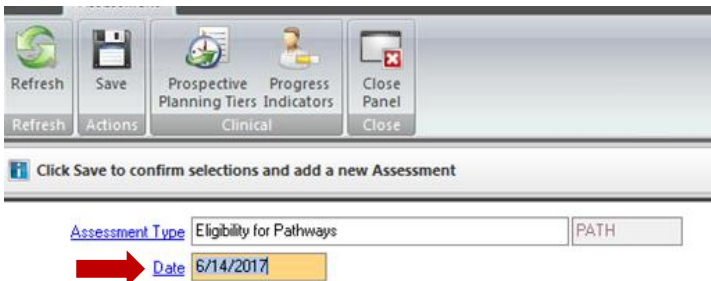 Refresh Save Prospective Planning Tiers Progress Indicators Close Panel
Refresh Actions Clinical Close
Click Save to confirm selections and add a new Assessment
Assessment Type Eligibility for Pathways PATH
Date 6/14/2017